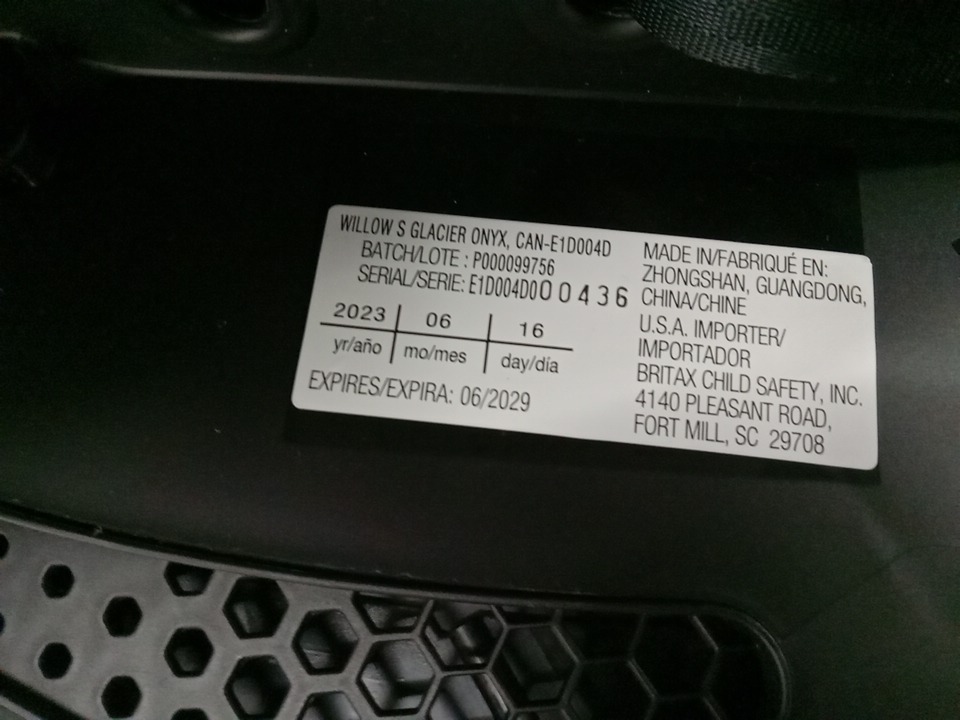 WILLOW S GLACIER ONYX, CAN-E1D004D
BATCH/LOTE : P000099756
SERIAL/SERIE: E1D004D000436
2023 06 16
yr/año mo/mes day/día
EXPIRES/EXPIRA: 06/2029
MADE IN/FABRIQUÉ EN:
ZHONGSHAN, GUANGDONG,
CHINA/CHINE
U.S.A. IMPORTER/
IMPORTADOR
BRITAX CHILD SAFETY, INC.
4140 PLEASANT ROAD,
FORT MILL, SC 29708